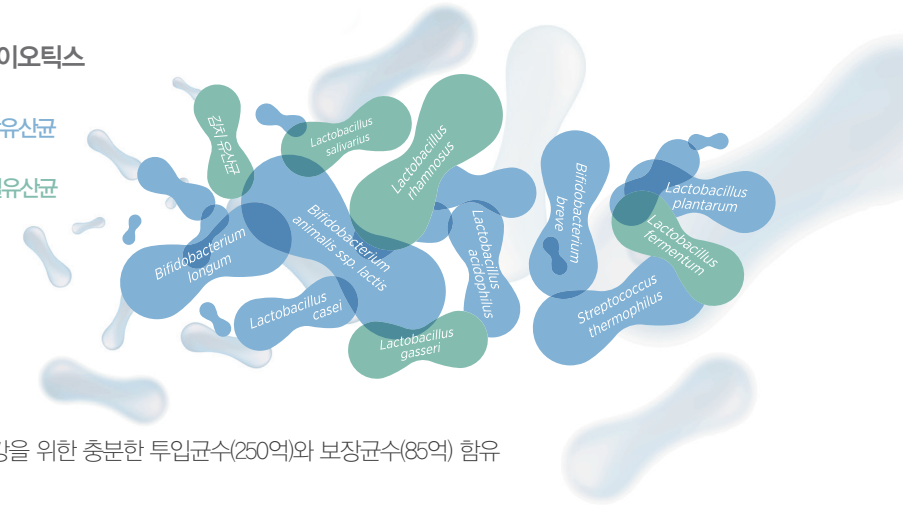 이오틱스
유산균
유산균
김치 유산균
Lactobacillus
salivarius
Lactobacillus
rhamnosus
Bifidobacterium
longum
Bifidobacterium
animalis ssp. lactis
Lactobacillus
casei
Lactobacillus
gasseri
Lactobacillus
acidophilus
Bifidobacterium
breve
Lactobacillus
plantarum
Lactobacillus
fermentum
Streptococcus
thermophilus
강을 위한 충분한 투입균수(250억)와 보장균수(85억) 함유